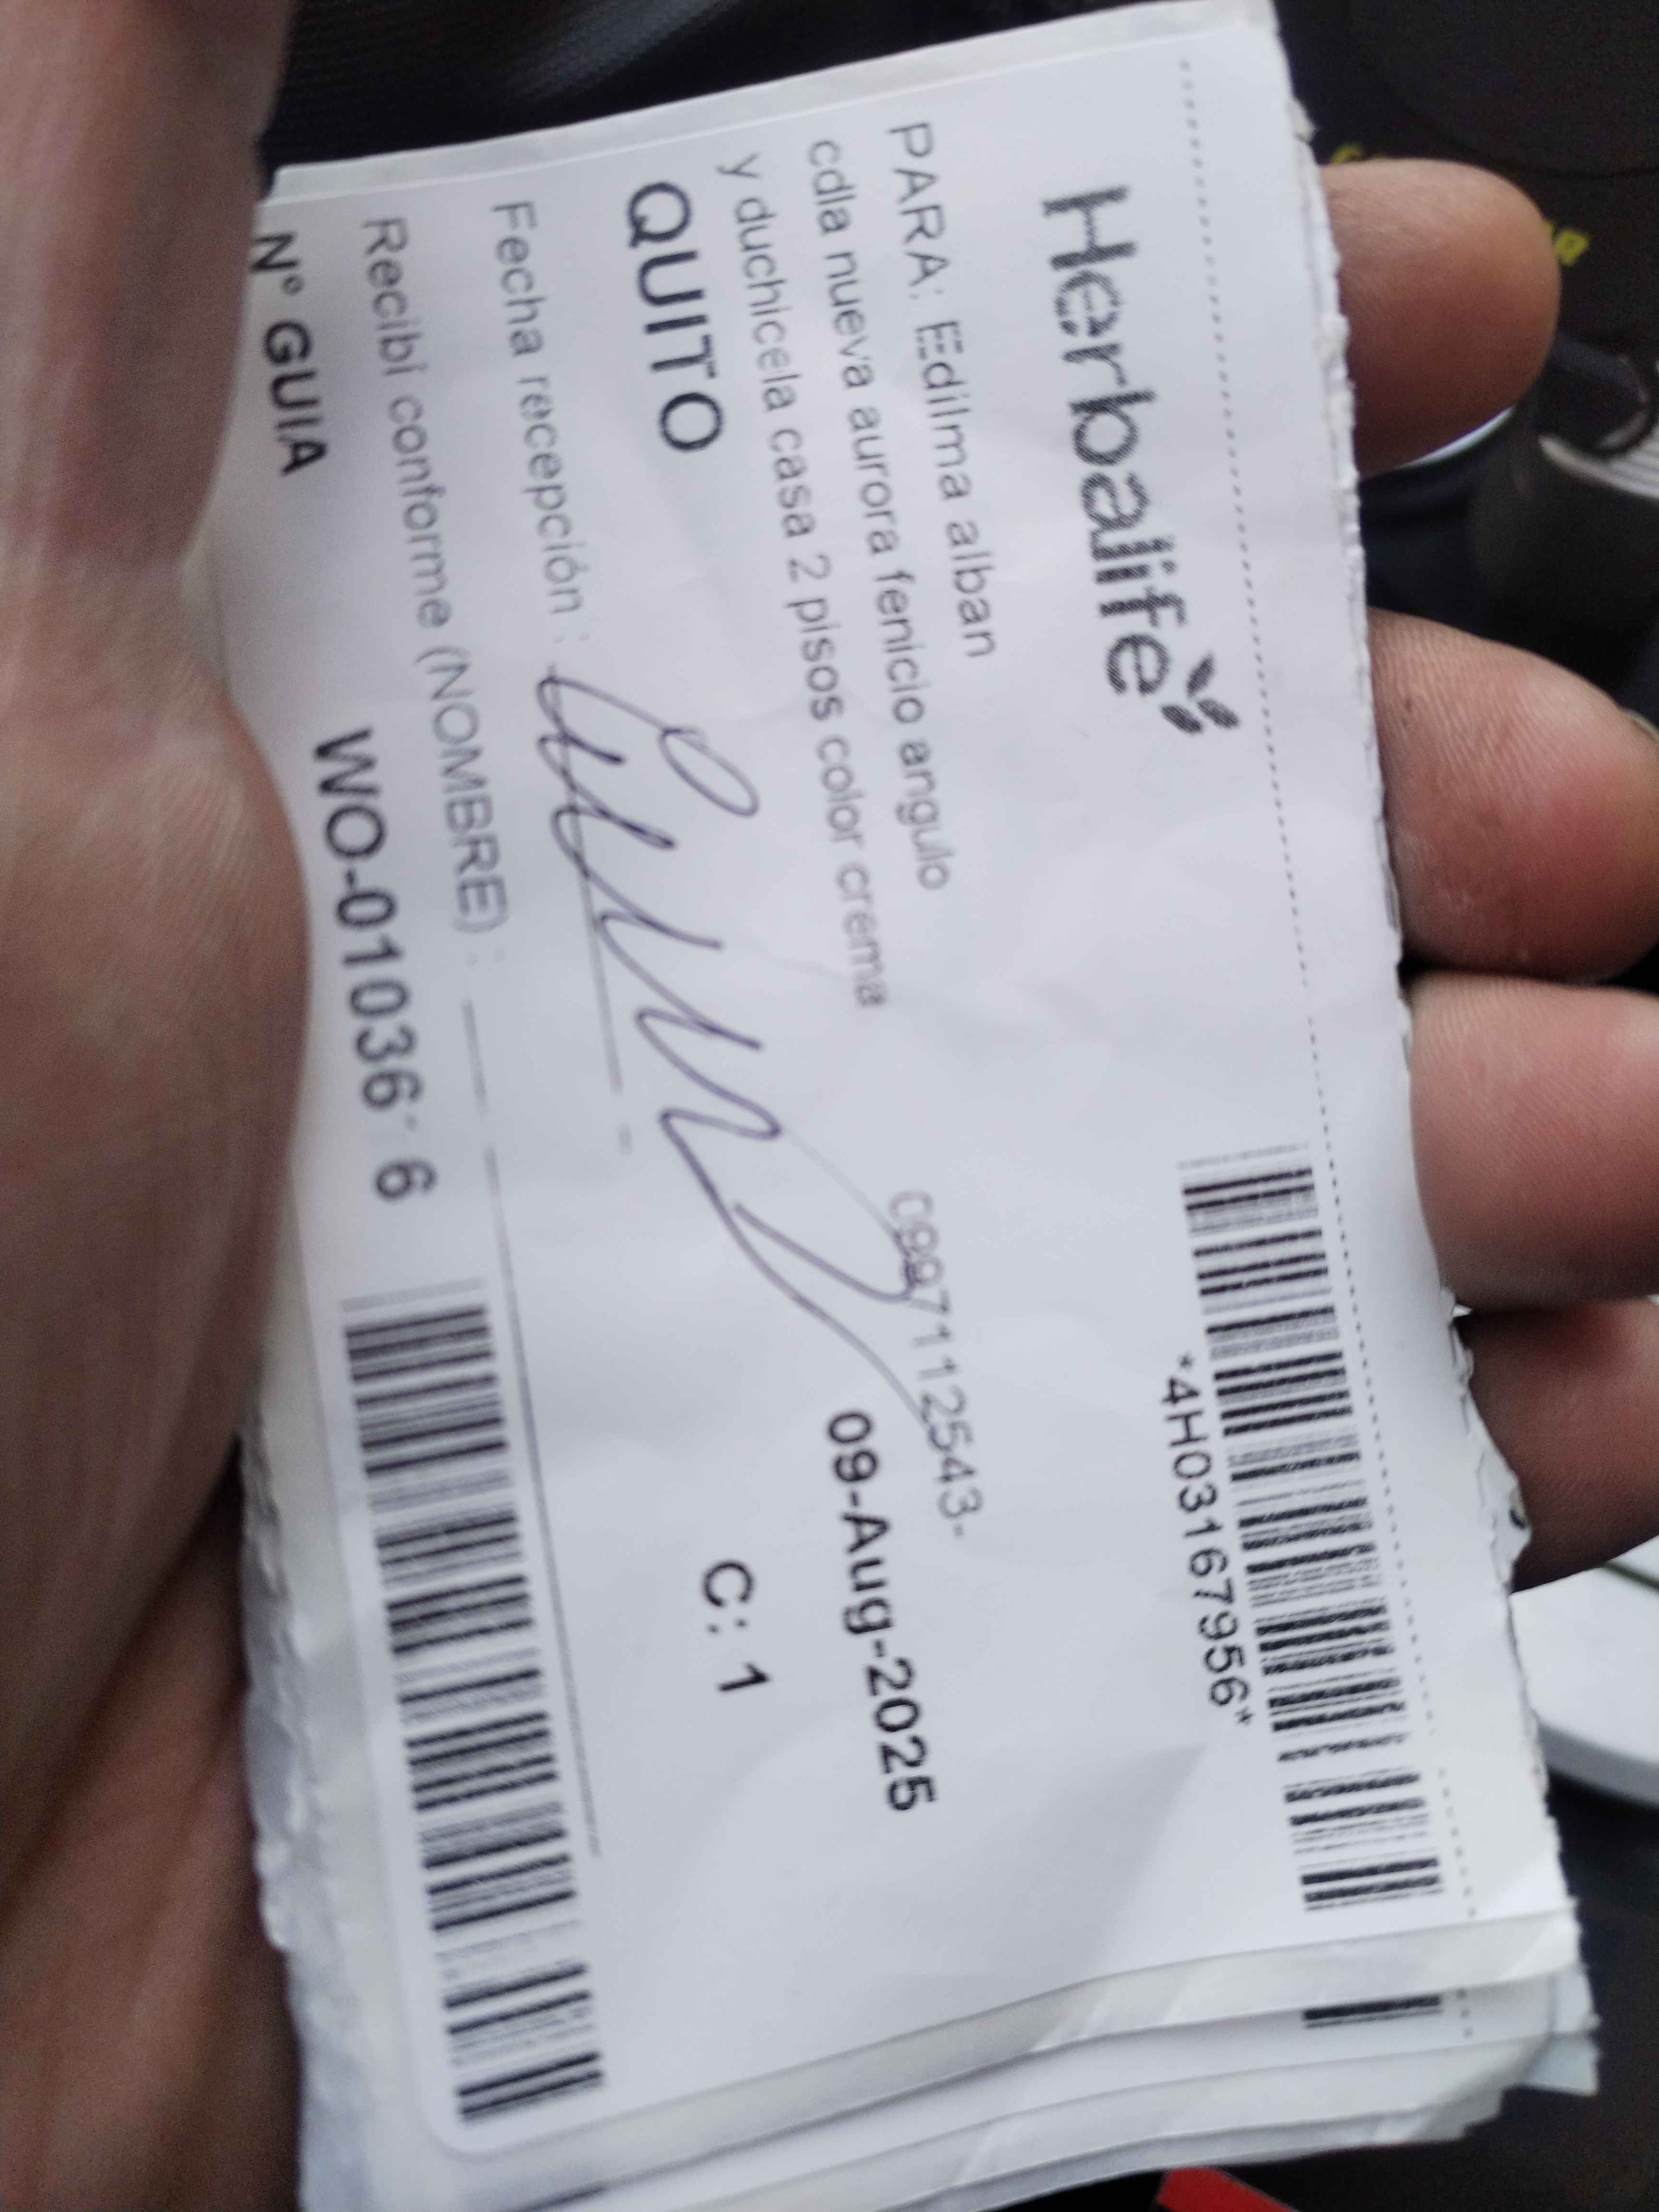 Herbalife
*4H03167956*
PARA: Edilma alban
0997112543-
cdla nueva aurora fenicio angulo
y duchicela casa 2 pisos color crema
09-Aug-2025
QUITO
C: 1
Fecha recepción :
Recibí conforme (NOMBRE) :
N° GUIA
WO-01036 6